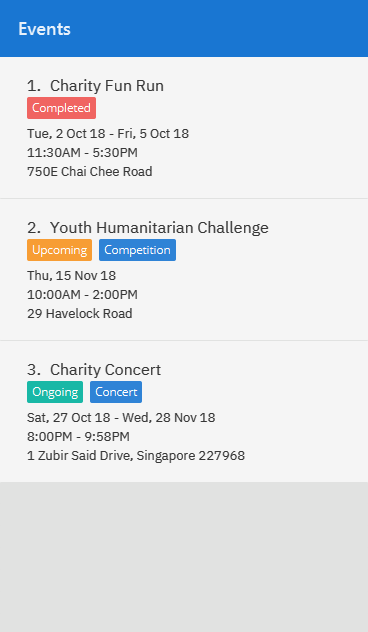 Events
1. Charity Fun Run
Completed
Tue, 2 Oct 18 - Fri, 5 Oct 18
11:30AM - 5:30PM
750E Chai Chee Road
2. Youth Humanitarian Challenge
Upcoming Competition
Thu, 15 Nov 18
10:00AM - 2:00PM
29 Havelock Road
3. Charity Concert
Ongoing Concert
Sat, 27 Oct 18 - Wed, 28 Nov 18
8:00PM - 9:58PM
1 Zubir Said Drive, Singapore 227968